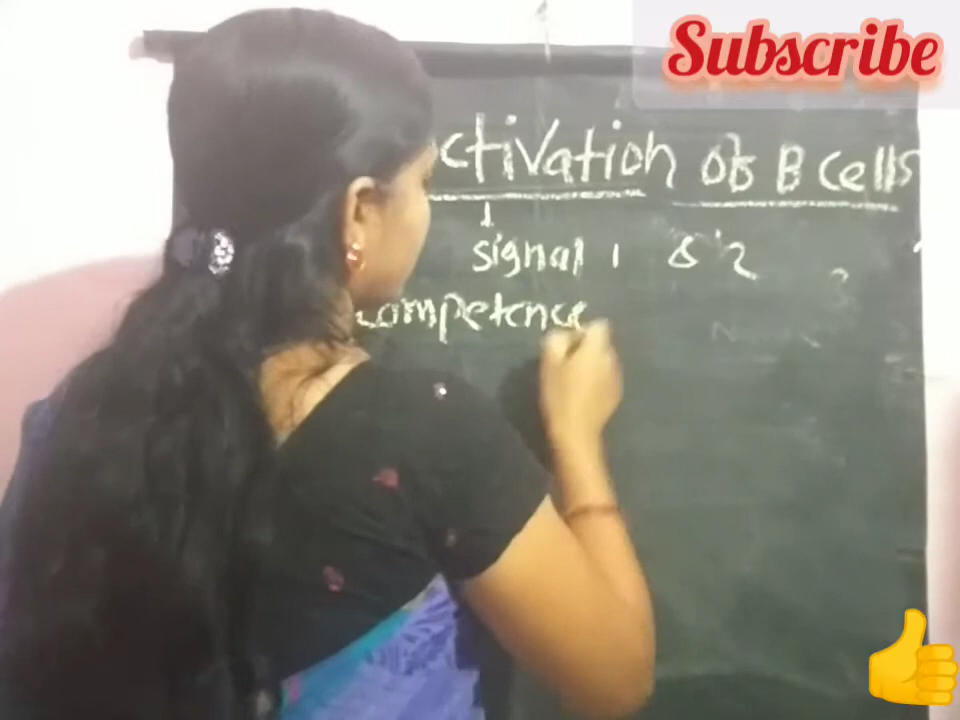 Subscribe
ctivation of B cells
signal 1 & 2
competence